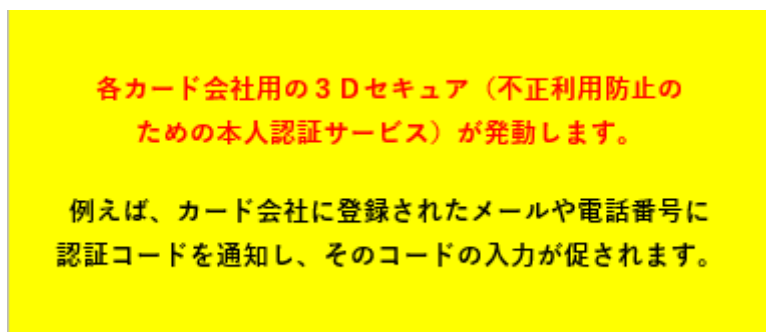 各カード会社用の３Ｄセキュア（不正利用防止の
ための本人認証サービス）が発動します。
例えば、カード会社に登録されたメールや電話番号に
認証コードを通知し、そのコードの入力が促されます。